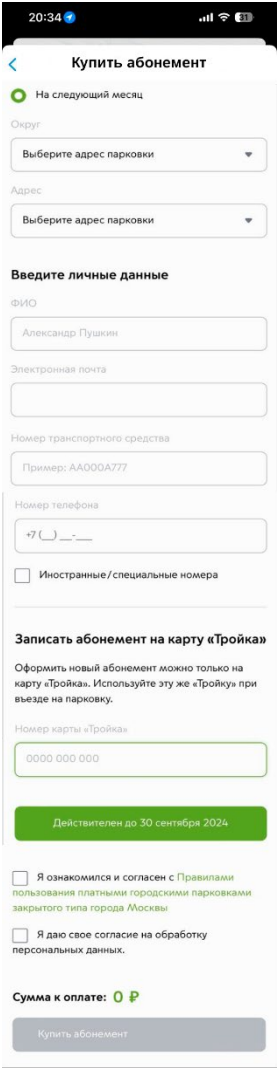 20:34
31
Купить абонемент
На следующий месяц
Округ
Выберите адрес парковки
Адрес
Выберите адрес парковки
Введите личные данные
ФИО
Александр Пушкин
Электронная почта
Номер транспортного средства
Пример: АА000А777
Номер телефона
+7 (__) __-__
Иностранные/специальные номера
Записать абонемент на карту «Тройка»
Оформить новый абонемент можно только на
карту «Тройка». Используйте эту же «Тройку» при
въезде на парковку.
Номер карты «Тройка»
0000 000 000
Действителен до 30 сентября 2024
Я ознакомился и согласен с Правилами
пользования платными городскими парковками
закрытого типа города Москвы
Я даю свое согласие на обработку
персональных данных.
Сумма к оплате: 0 ₽
Купить абонемент